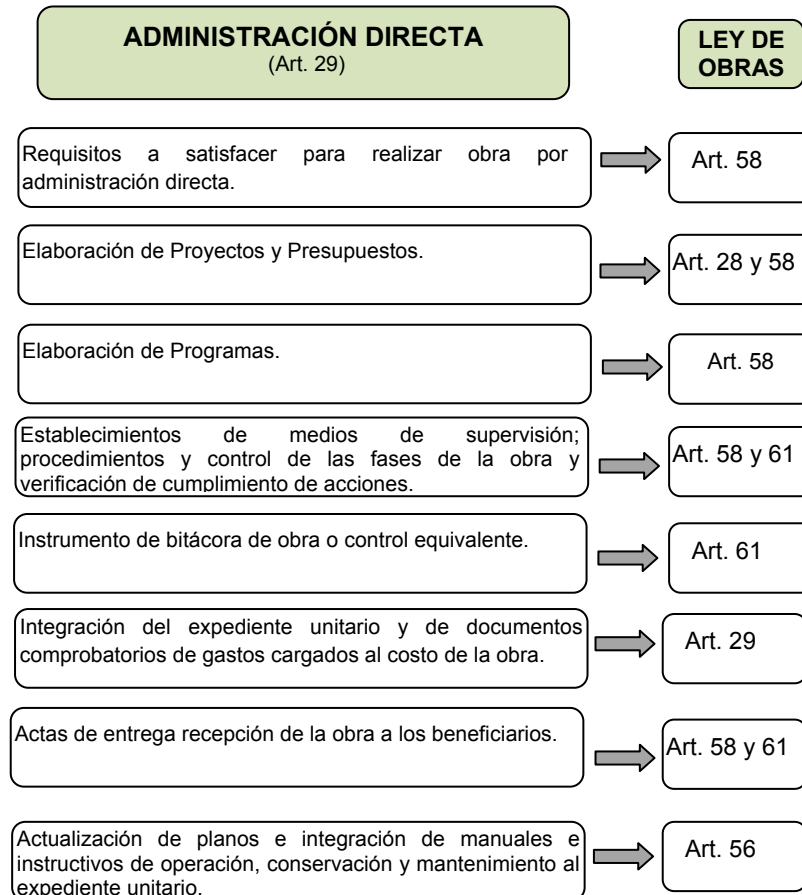 ADMINISTRACIÓN DIRECTA
(Art. 29)
LEY DE
OBRAS
Requisitos a satisfacer para realizar obra por
administración directa.
Art. 58
Elaboración de Proyectos y Presupuestos.
Art. 28 y 58
Elaboración de Programas.
Art. 58
Establecimientos de medios de supervisión;
procedimientos y control de las fases de la obra y
verificación de cumplimiento de acciones.
Art. 58 y 61
Instrumento de bitácora de obra o control equivalente.
Art. 61
Integración del expediente unitario y de documentos
comprobatorios de gastos cargados al costo de la obra.
Art. 29
Actas de entrega recepción de la obra a los beneficiarios.
Art. 58 y 61
Actualización de planos e integración de manuales e
instructivos de operación, conservación y mantenimiento al
expediente unitario.
Art. 56